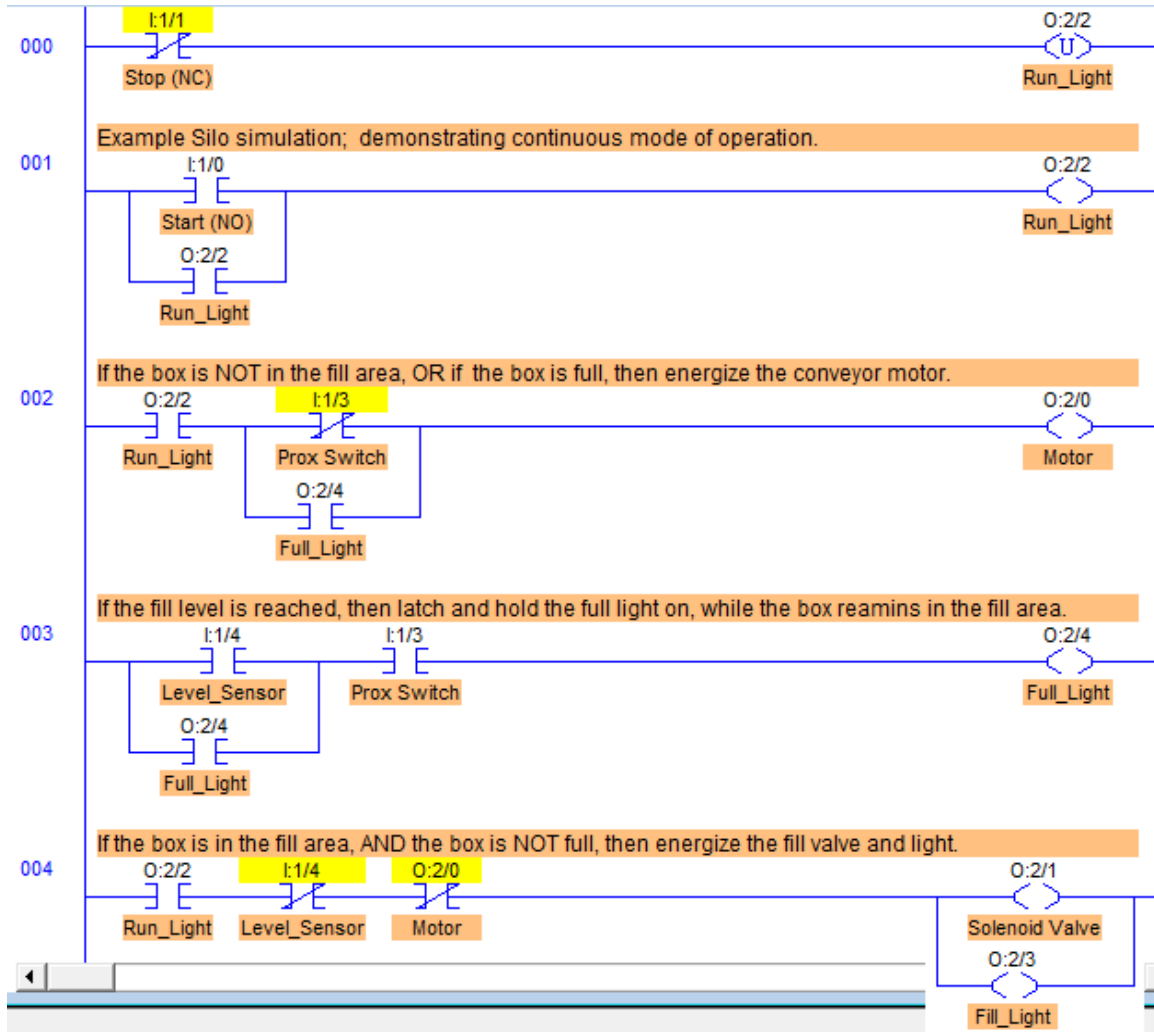 I:1/1 O:2/2
000 U
Stop (NC) Run_Light
Example Silo simulation; demonstrating continuous mode of operation.
001 I:1/0 O:2/2
Start (NO) Run_Light
O:2/2
Run_Light
If the box is NOT in the fill area, OR if the box is full, then energize the conveyor motor.
002 O:2/2 I:1/3 O:2/0
Run_Light Prox Switch Motor
O:2/4
Full_Light
If the fill level is reached, then latch and hold the full light on, while the box reamins in the fill area.
003 I:1/4 I:1/3 O:2/4
Level_Sensor Prox Switch Full_Light
O:2/4
Full_Light
If the box is in the fill area, AND the box is NOT full, then energize the fill valve and light.
004 O:2/2 I:1/4 O:2/0 O:2/1
Run_Light Level_Sensor Motor Solenoid Valve
O:2/3
Fill_Light